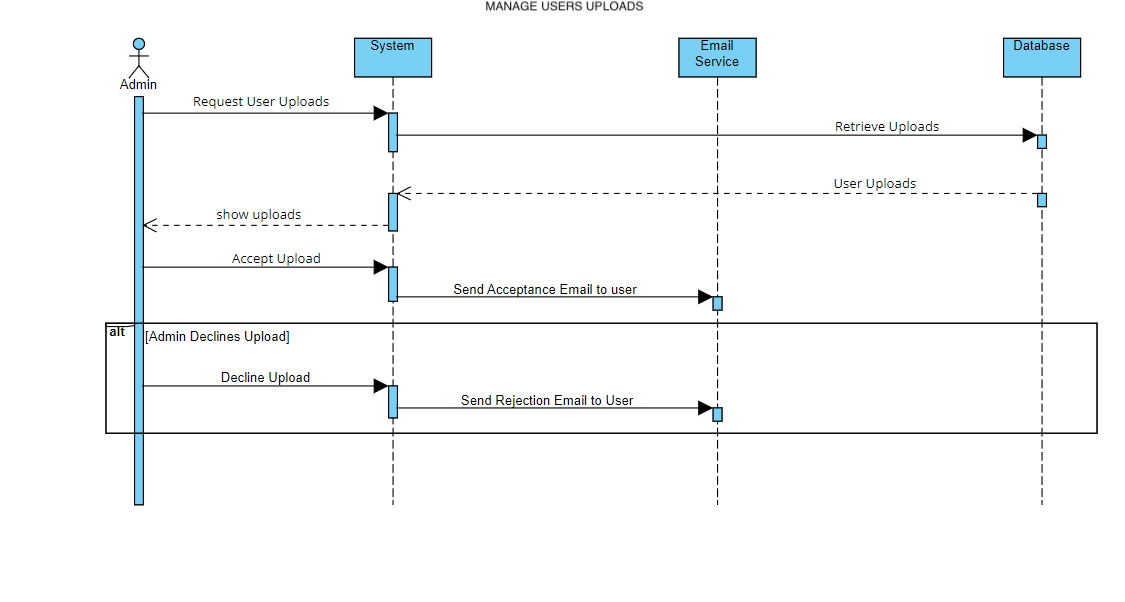 MANAGE USERS UPLOADS
Admin
System
Email
Service
Database
Request User Uploads
Retrieve Uploads
User Uploads
show uploads
Accept Upload
Send Acceptance Email to user
alt
[Admin Declines Upload]
Decline Upload
Send Rejection Email to User